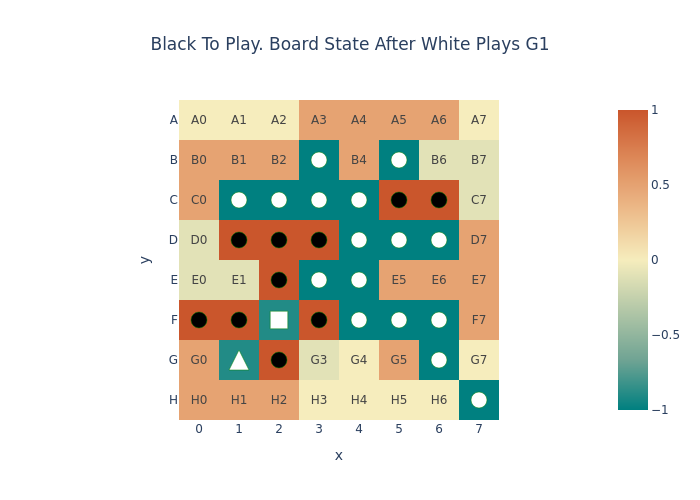 Black To Play. Board State After White Plays G1
A A0 A1 A2 A3 A4 A5 A6 A7
B B0 B1 B2 B4 B6 B7
C C0 C7
D D0 D7
E E0 E1 E5 E6 E7
F F7
G G0 G3 G4 G5 G7
H H0 H1 H2 H3 H4 H5 H6
0 1 2 3 4 5 6 7
x
y
1
0.5
0
−0.5
−1